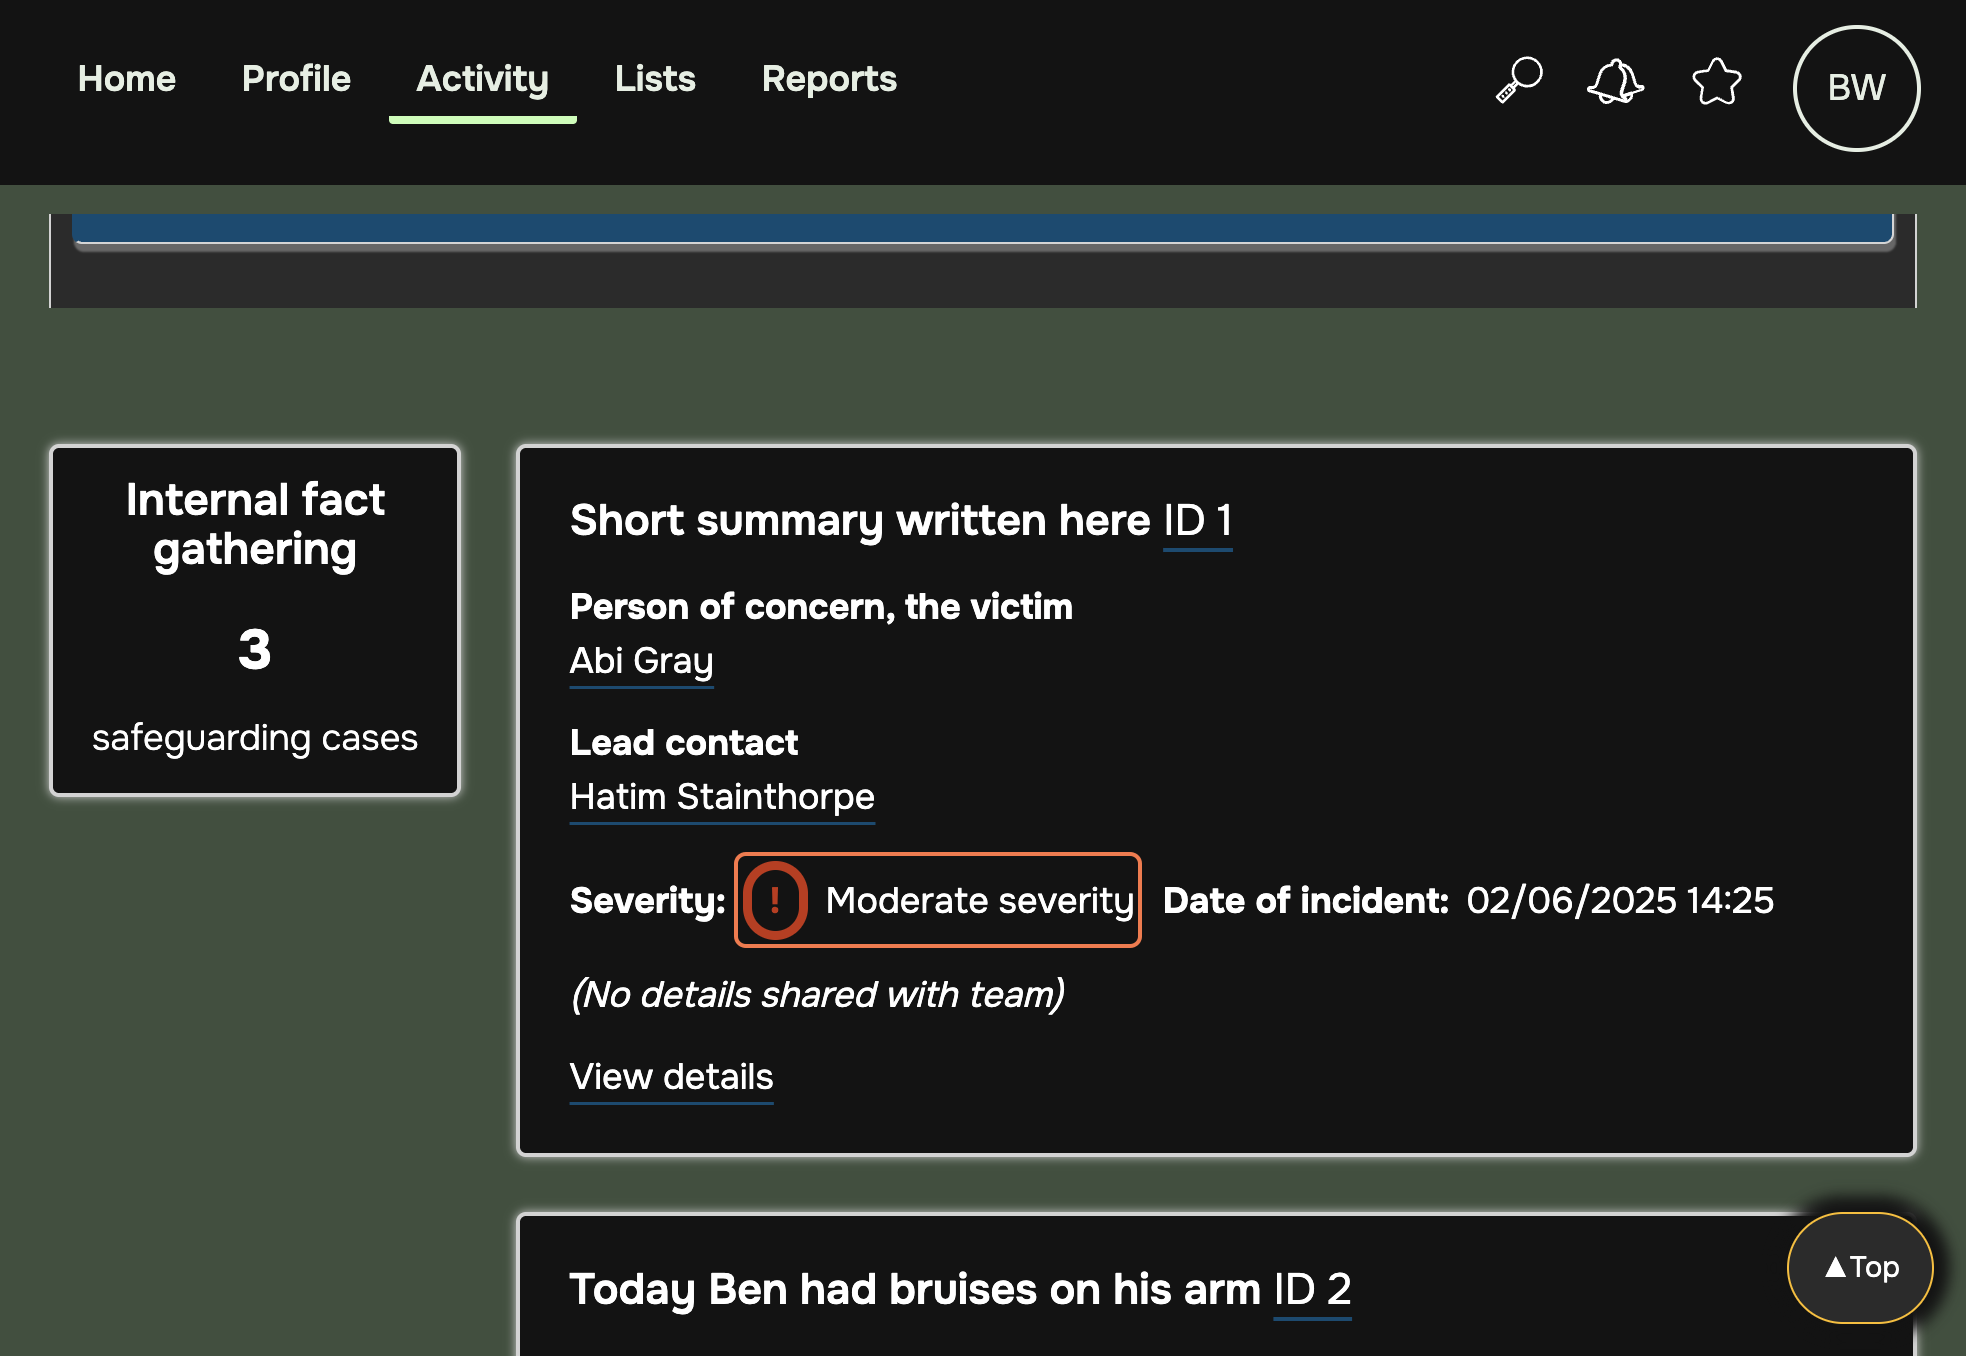 Home Profile Activity Lists Reports
BW
Internal fact
gathering
3
safeguarding cases
Short summary written here ID 1
Person of concern, the victim
Abi Gray
Lead contact
Hatim Stainthorpe
Severity: ! Moderate severity Date of incident: 02/06/2025 14:25
(No details shared with team)
View details
Today Ben had bruises on his arm ID 2
▲Top